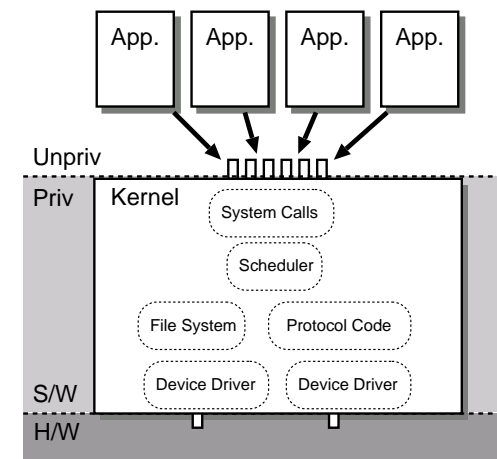 App. App. App. App.
Unpriv
Priv Kernel
System Calls
Scheduler
File System Protocol Code
Device Driver Device Driver
S/W
H/W